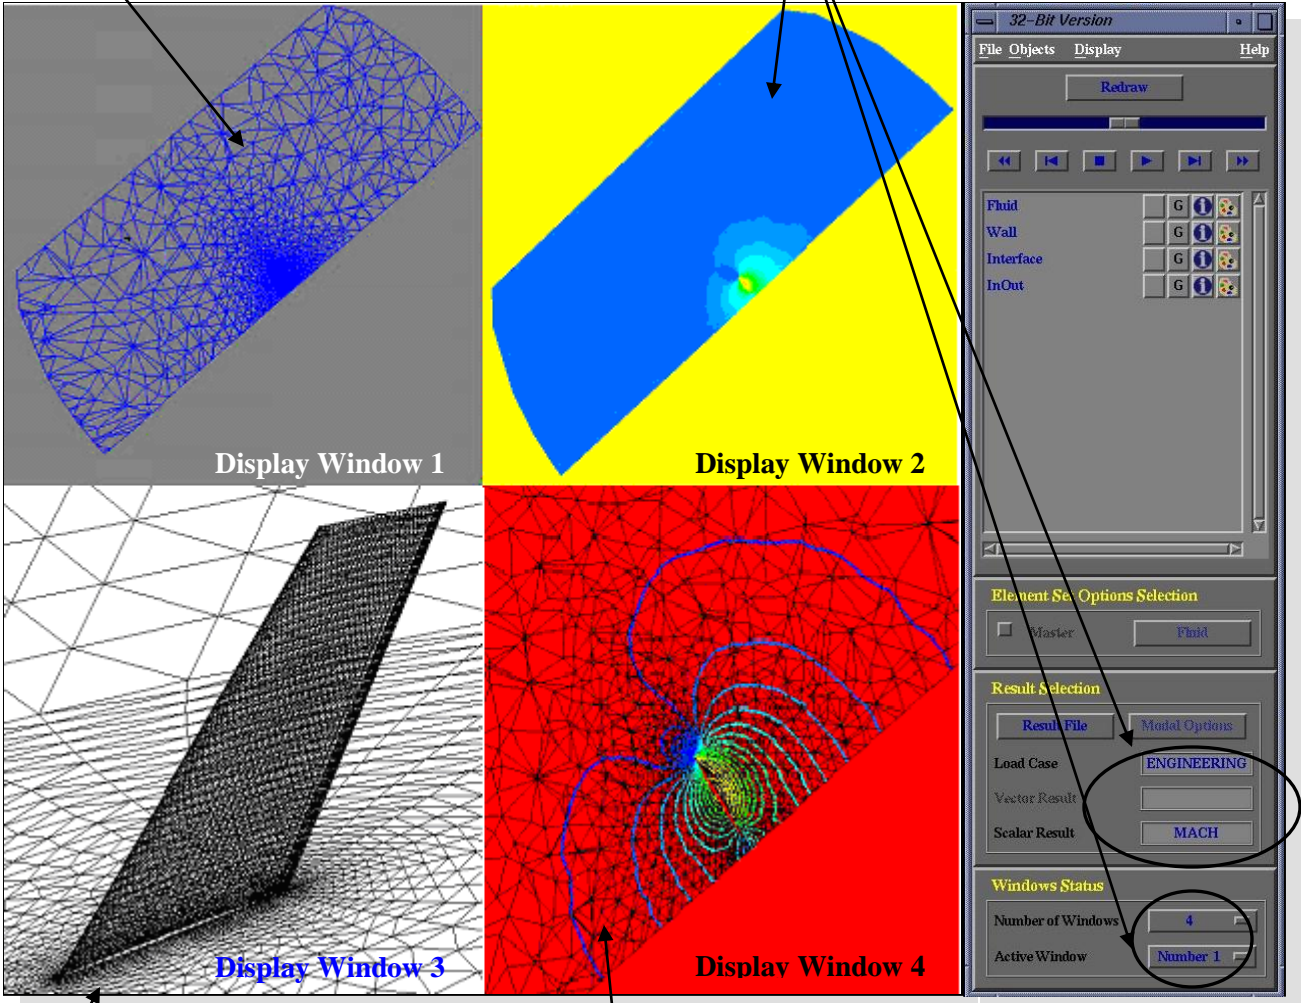 Display Window 1
Display Window 2
Display Window 3
Display Window 4
32-Bit Version
File Objects Display Help
Redraw
Fluid G i
Wall G i
Interface G i
InOut G i
Element Set Options Selection
Master Fluid
Result Selection
Result File Modal Options
Load Case ENGINEERING
Vector Result
Scalar Result MACH
Windows Status
Number of Windows 4
Active Window Number 1